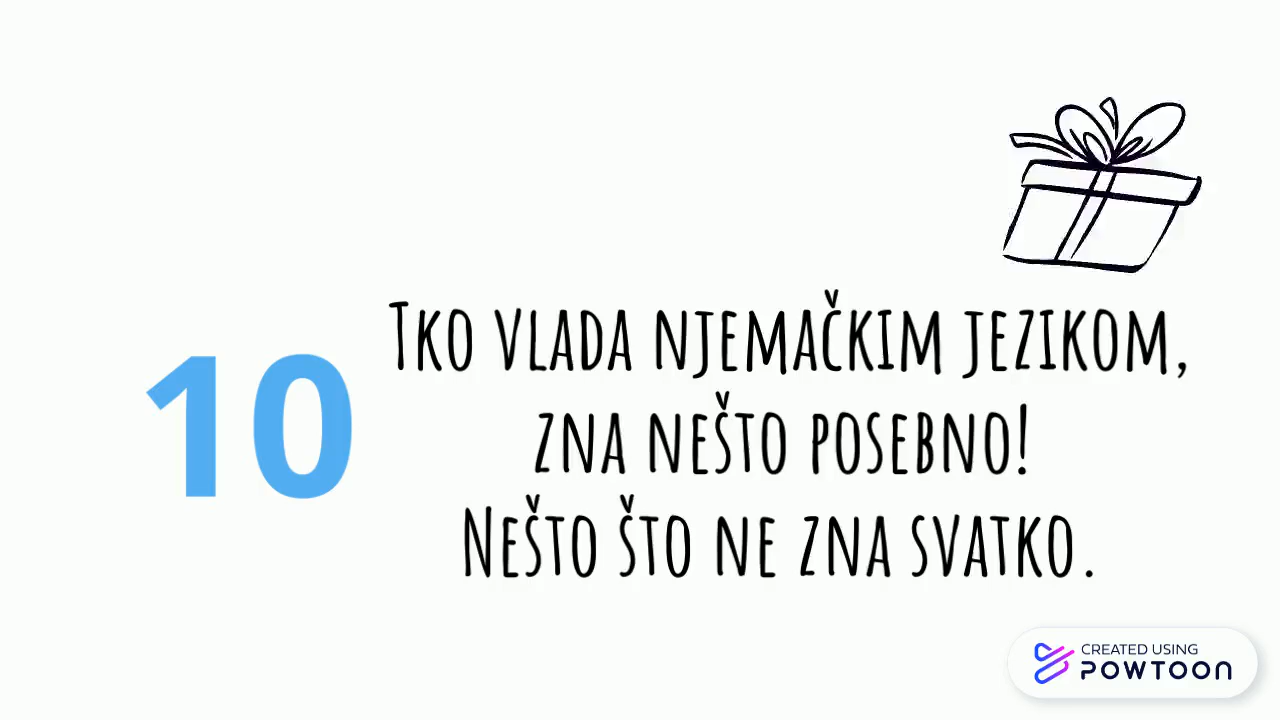 10
Tko vlada njemačkim jezikom,
zna nešto posebno!
Nešto što ne zna svatko.
CREATED USING
POWTOON